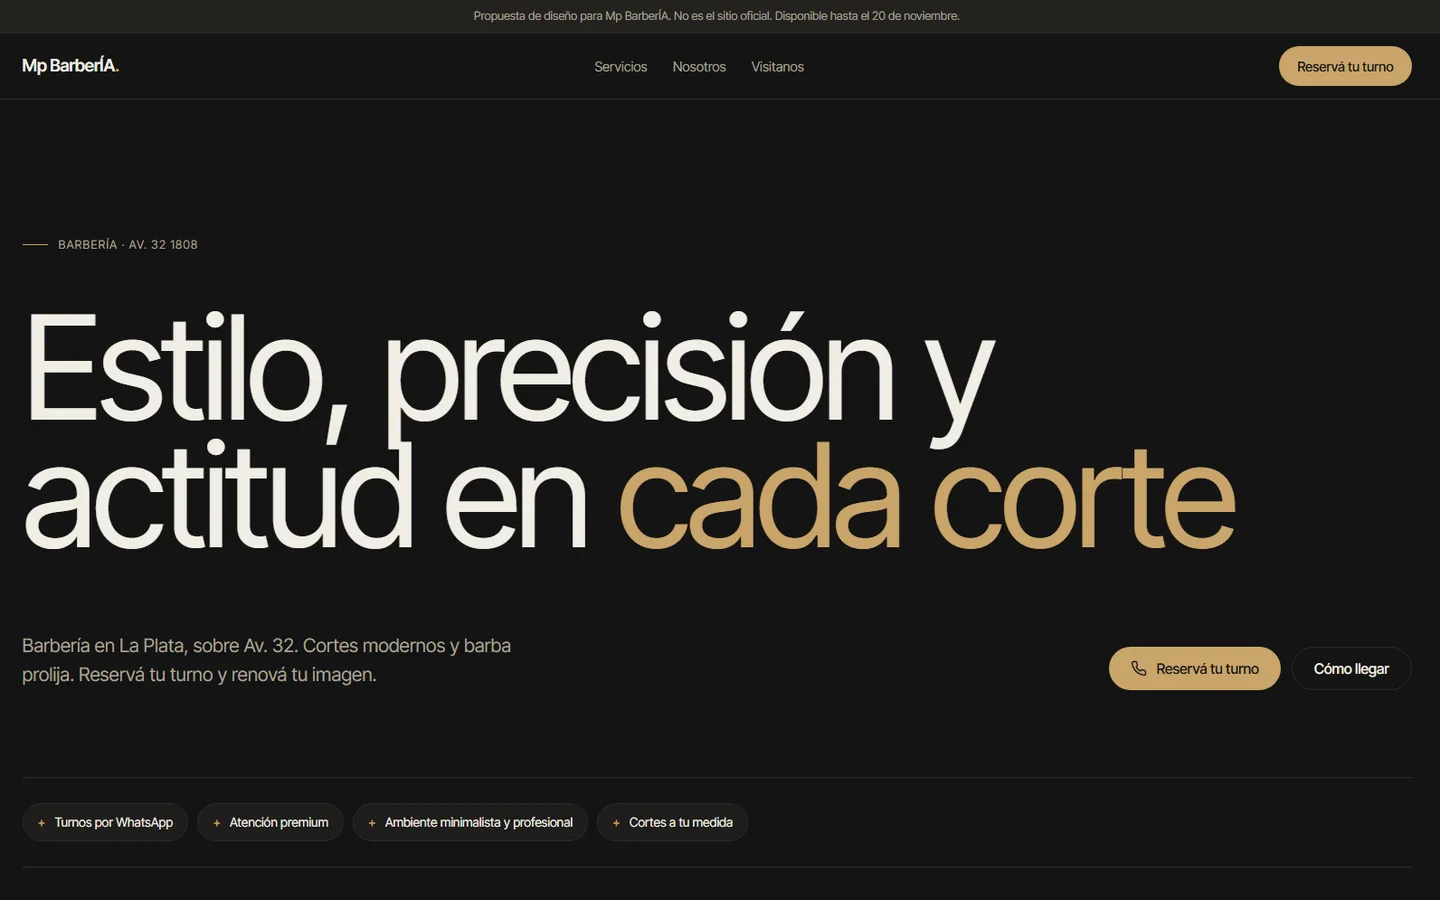 Propuesta de diseño para Mp BarberÍA. No es el sitio oficial. Disponible hasta el 20 de noviembre.
Mp BarberÍA.
Servicios
Nosotros
Visitanos
Reservá tu turno
BARBERÍA · AV. 32 1808
Estilo, precisión y
actitud en cada corte
Barbería en La Plata, sobre Av. 32. Cortes modernos y barba
prolija. Reservá tu turno y renová tu imagen.
Reservá tu turno
Cómo llegar
+ Turnos por WhatsApp
+ Atención premium
+ Ambiente minimalista y profesional
+ Cortes a tu medida